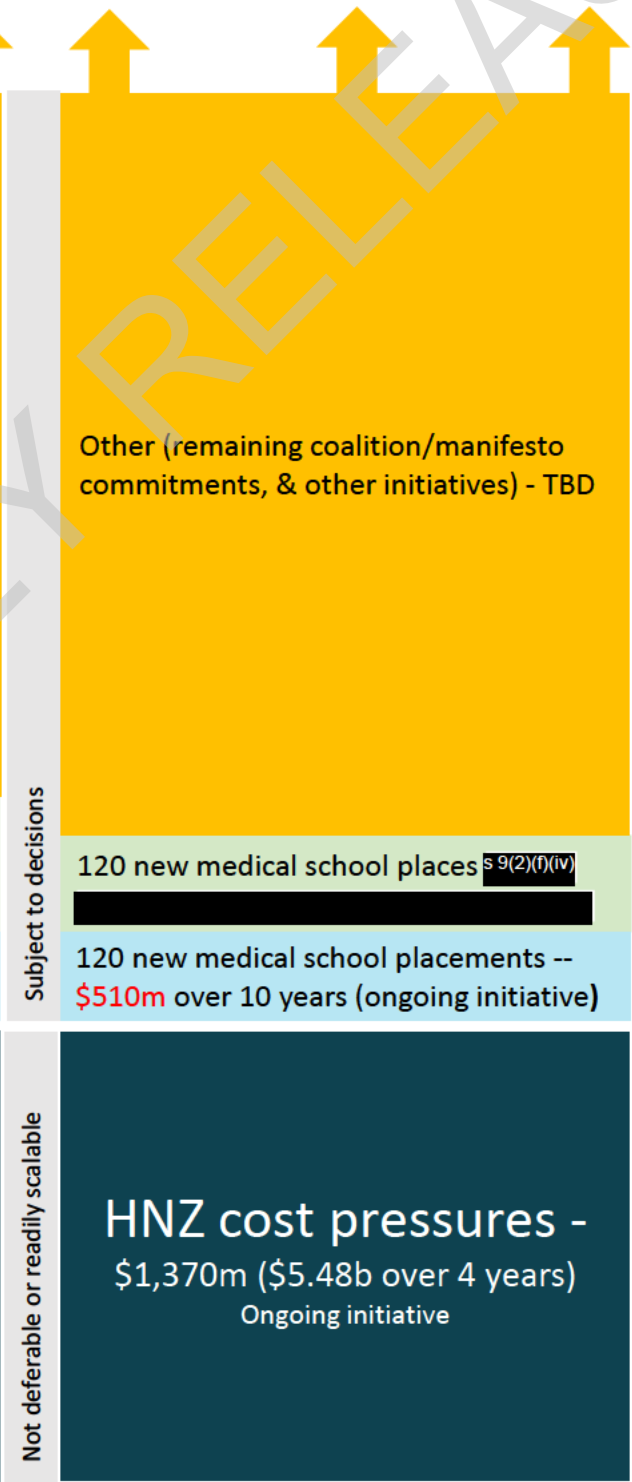 Other (remaining coalition/manifesto
commitments, & other initiatives) - TBD
Subject to decisions
120 new medical school places s 9(2)(f)(iv)
120 new medical school placements --
$510m over 10 years (ongoing initiative)
Not deferable or readily scalable
HNZ cost pressures -
$1,370m ($5.48b over 4 years)
Ongoing initiative